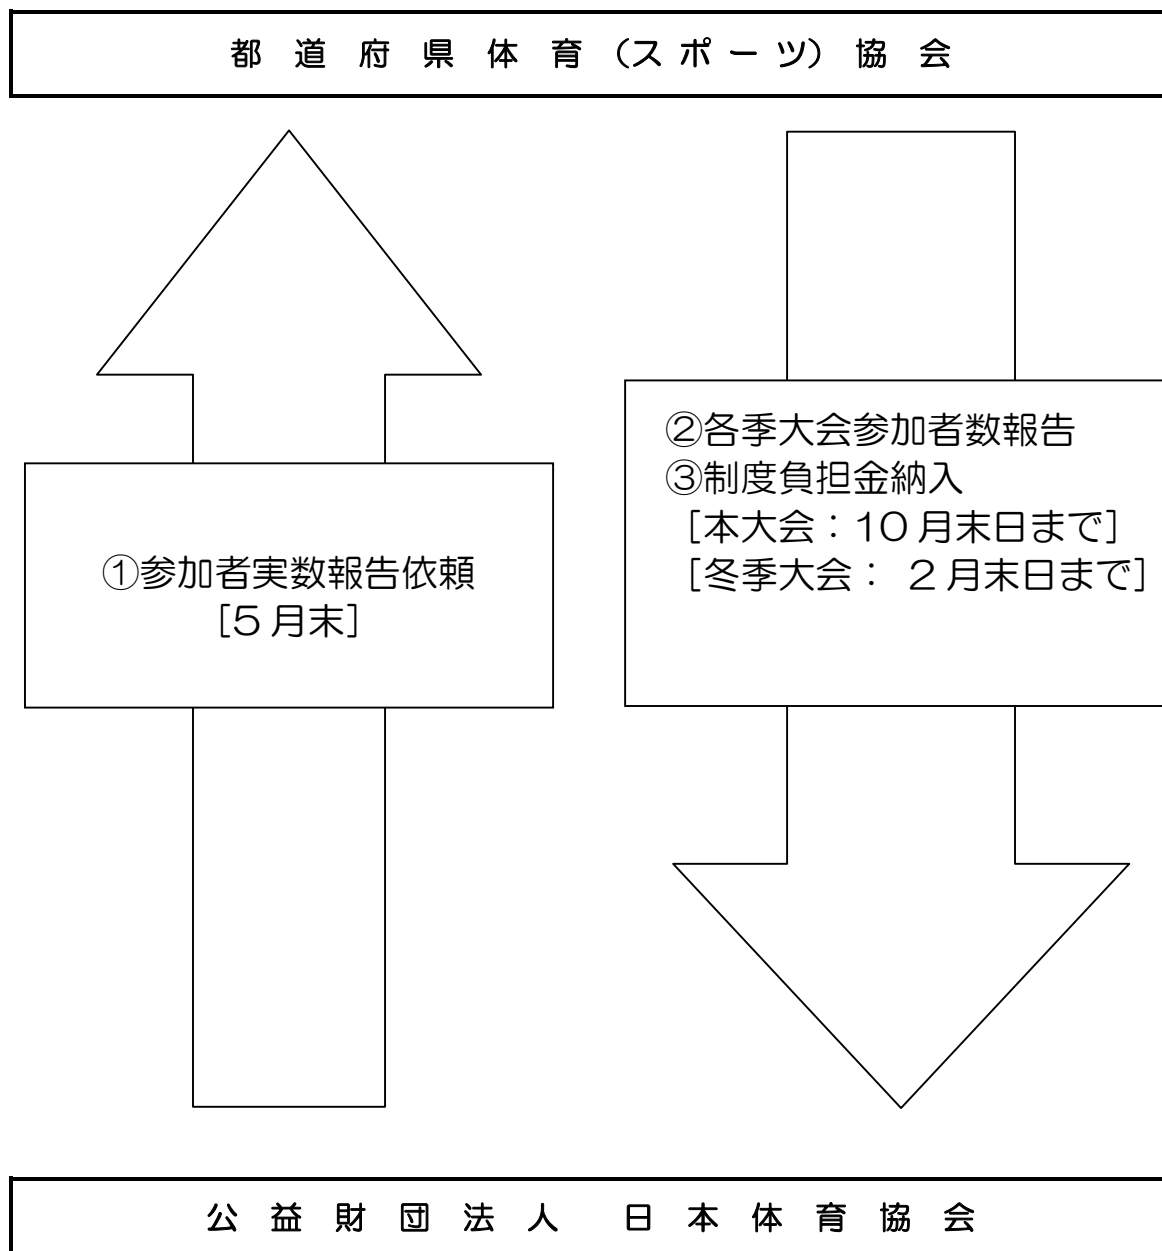 都道府県体育(スポーツ)協会
①参加者実数報告依頼
[5月末]
②各季大会参加者数報告
③制度負担金納入
[本大会：10月末日まで]
[冬季大会： 2月末日まで]
公益財団法人 日本体育協会